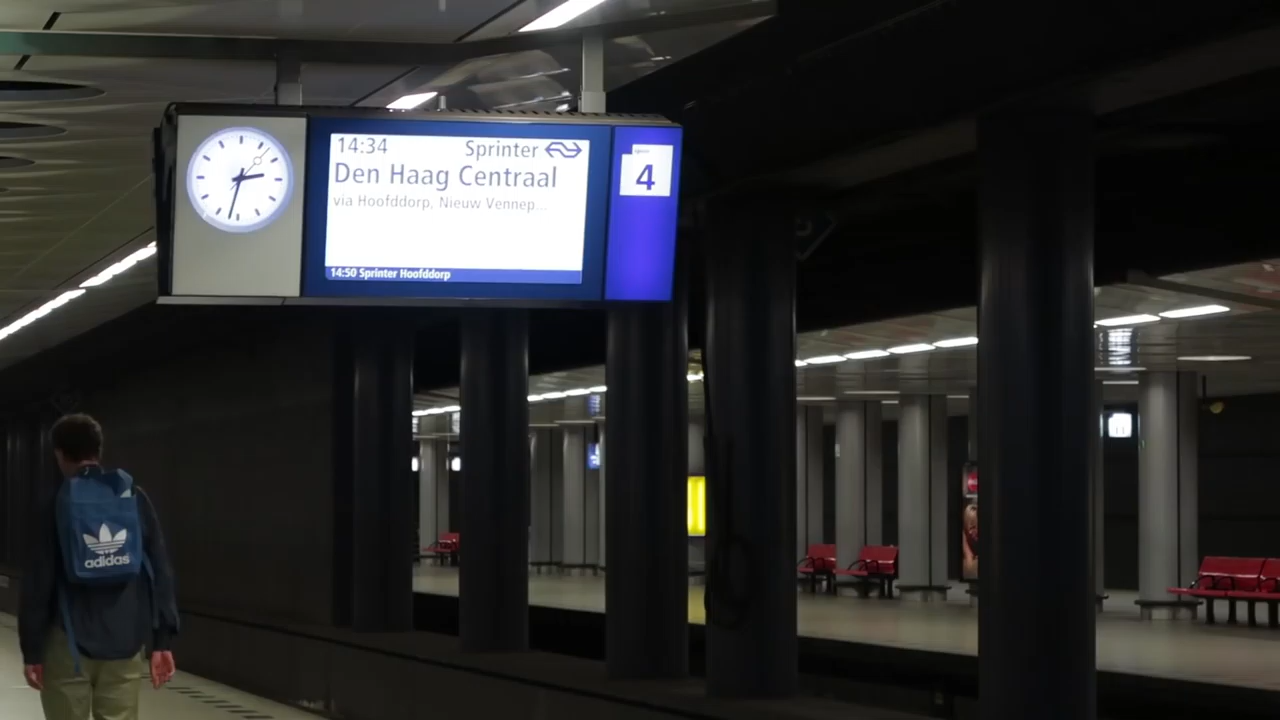 14:34 Sprinter
Den Haag Centraal
via Hoofddorp, Nieuw Vennep...
14:50 Sprinter Hoofddorp
4
adidas